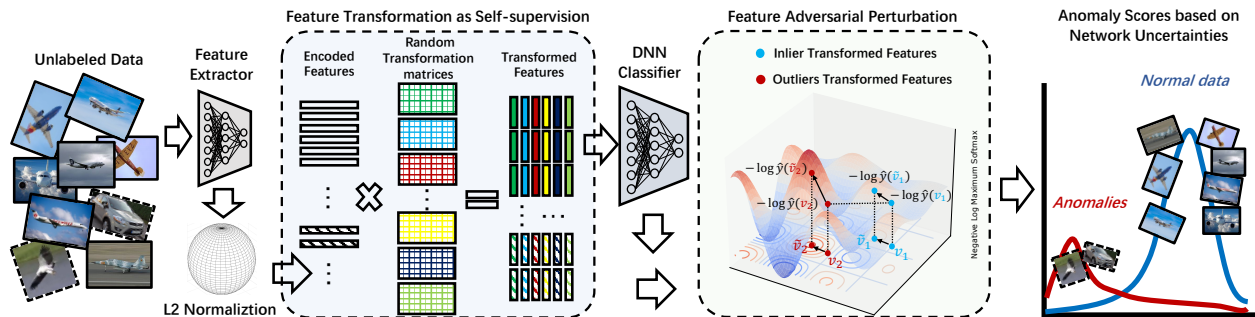 Unlabeled Data
Feature
Extractor
L2 Normaliztion
Feature Transformation as Self-supervision
Encoded
Features
Random
Transformation
matrices
Transformed
Features
DNN
Classifier
Feature Adversarial Perturbation
Inlier Transformed Features
Outliers Transformed Features
− log ŷ(ṽ₂)
− log ŷ(v₂)
− log ŷ(ṽ₁)
− log ŷ(v₁)
ṽ₂
v₂
ṽ₁
v₁
Negative Log Maximum Softmax
Anomaly Scores based on
Network Uncertainties
Normal data
Anomalies